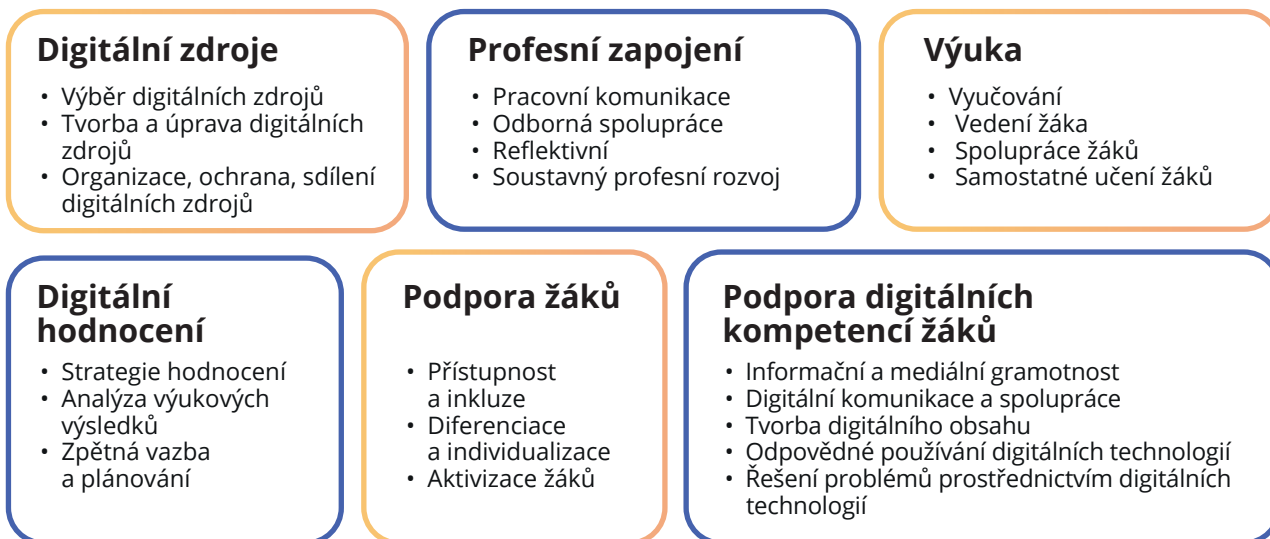 Digitální zdroje
• Výběr digitálních zdrojů
• Tvorba a úprava digitálních
zdrojů
• Organizace, ochrana, sdílení
digitálních zdrojů
Profesní zapojení
• Pracovní komunikace
• Odborná spolupráce
• Reflektivní
• Soustavný profesní rozvoj
Výuka
• Vyučování
• Vedení žáka
• Spolupráce žáků
• Samostatné učení žáků
Digitální
hodnocení
• Strategie hodnocení
• Analýza výukových
výsledků
• Zpětná vazba
a plánování
Podpora žáků
• Přístupnost
a inkluze
• Diferenciace
a individualizace
• Aktivizace žáků
Podpora digitálních
kompetencí žáků
• Informační a mediální gramotnost
• Digitální komunikace a spolupráce
• Tvorba digitálního obsahu
• Odpovědné používání digitálních technologií
• Řešení problémů prostřednictvím digitálních
technologií